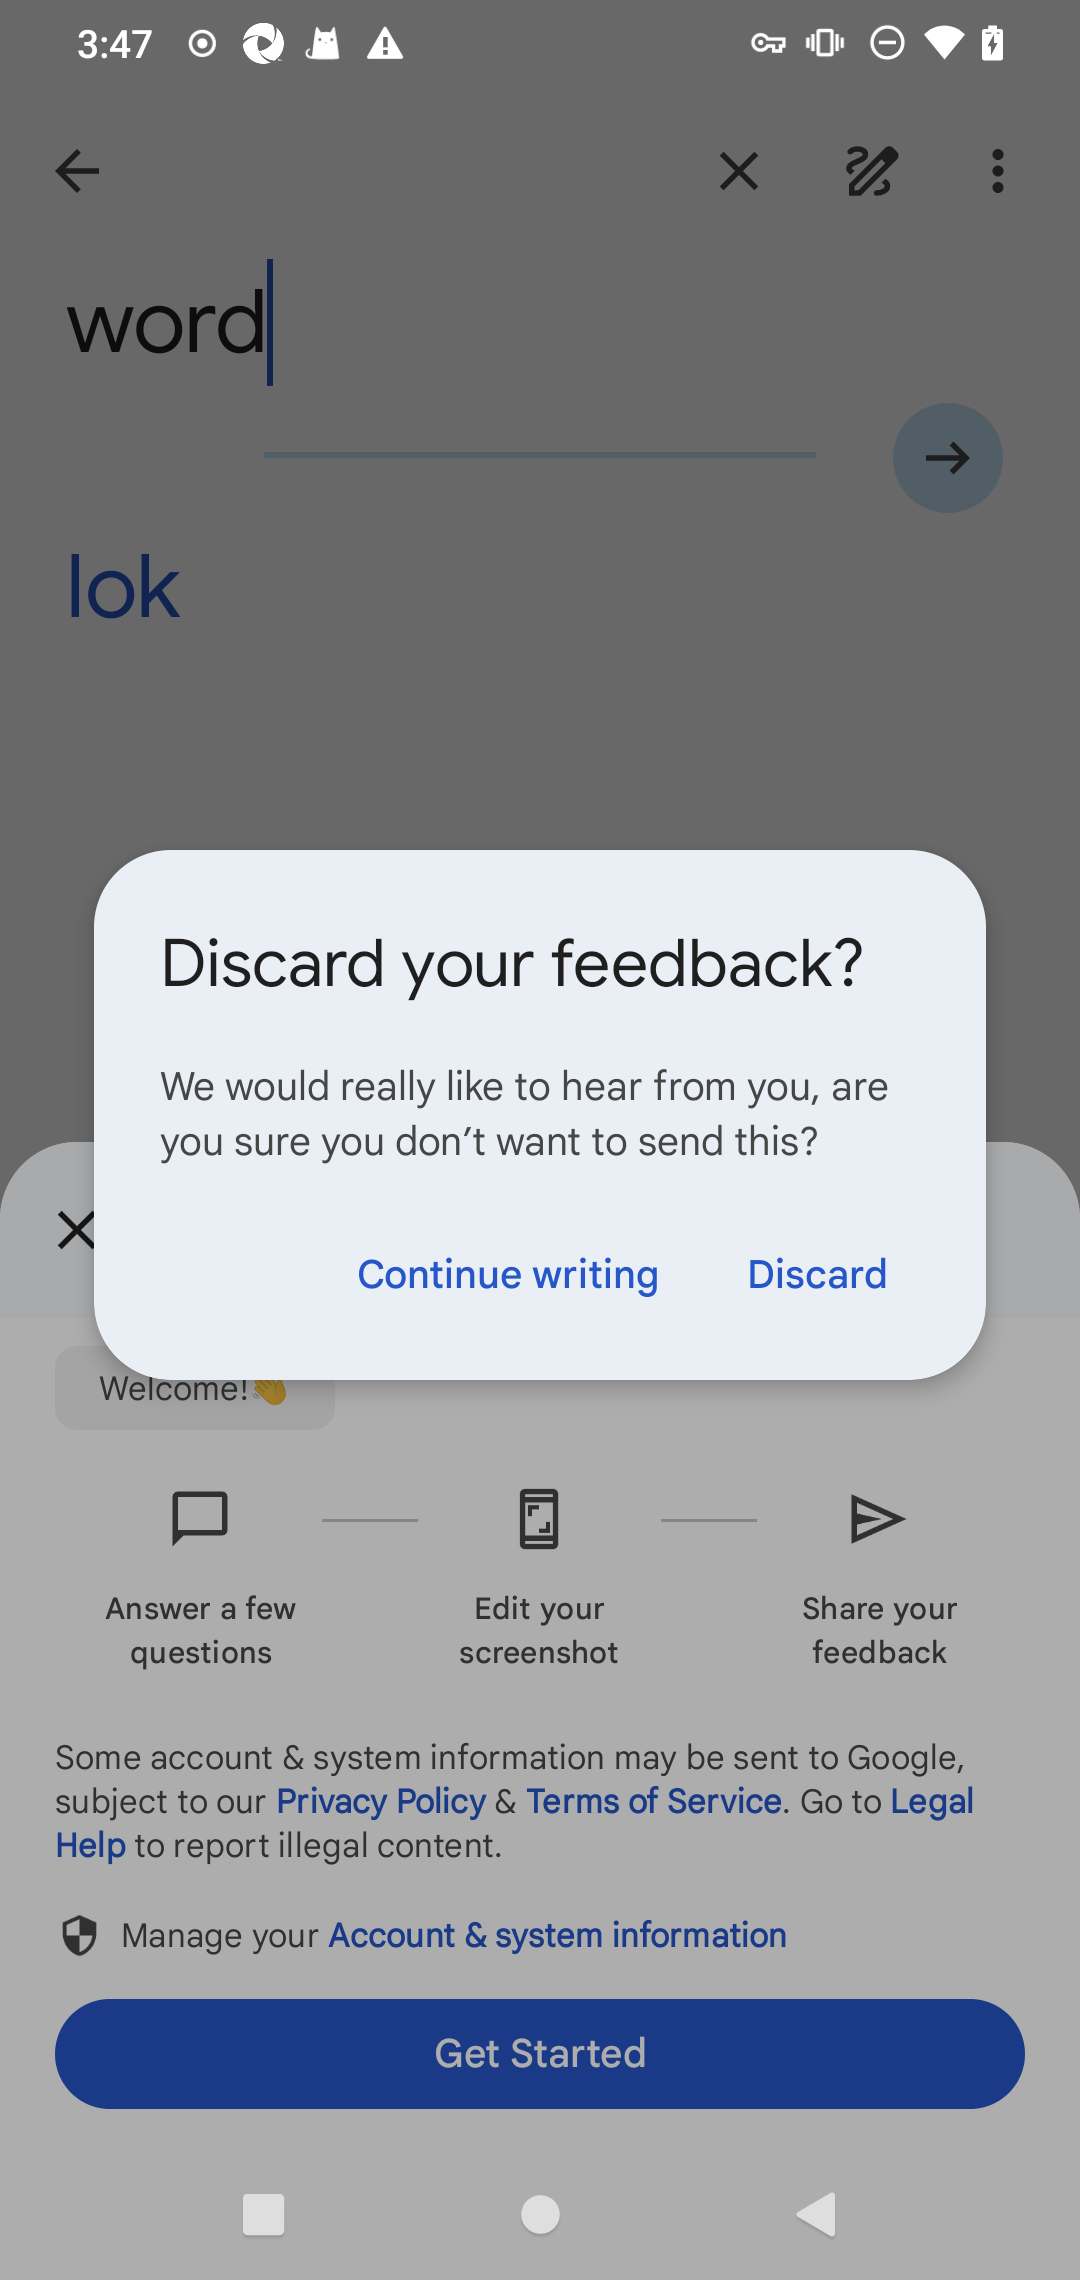 3:47
word
lok
Discard your feedback?
We would really like to hear from you, are
you sure you don’t want to send this?
Continue writing Discard
Welcome!👋
Answer a few
questions
Edit your
screenshot
Share your
feedback
Some account & system information may be sent to Google,
subject to our Privacy Policy & Terms of Service. Go to Legal
Help to report illegal content.
Manage your Account & system information
Get Started